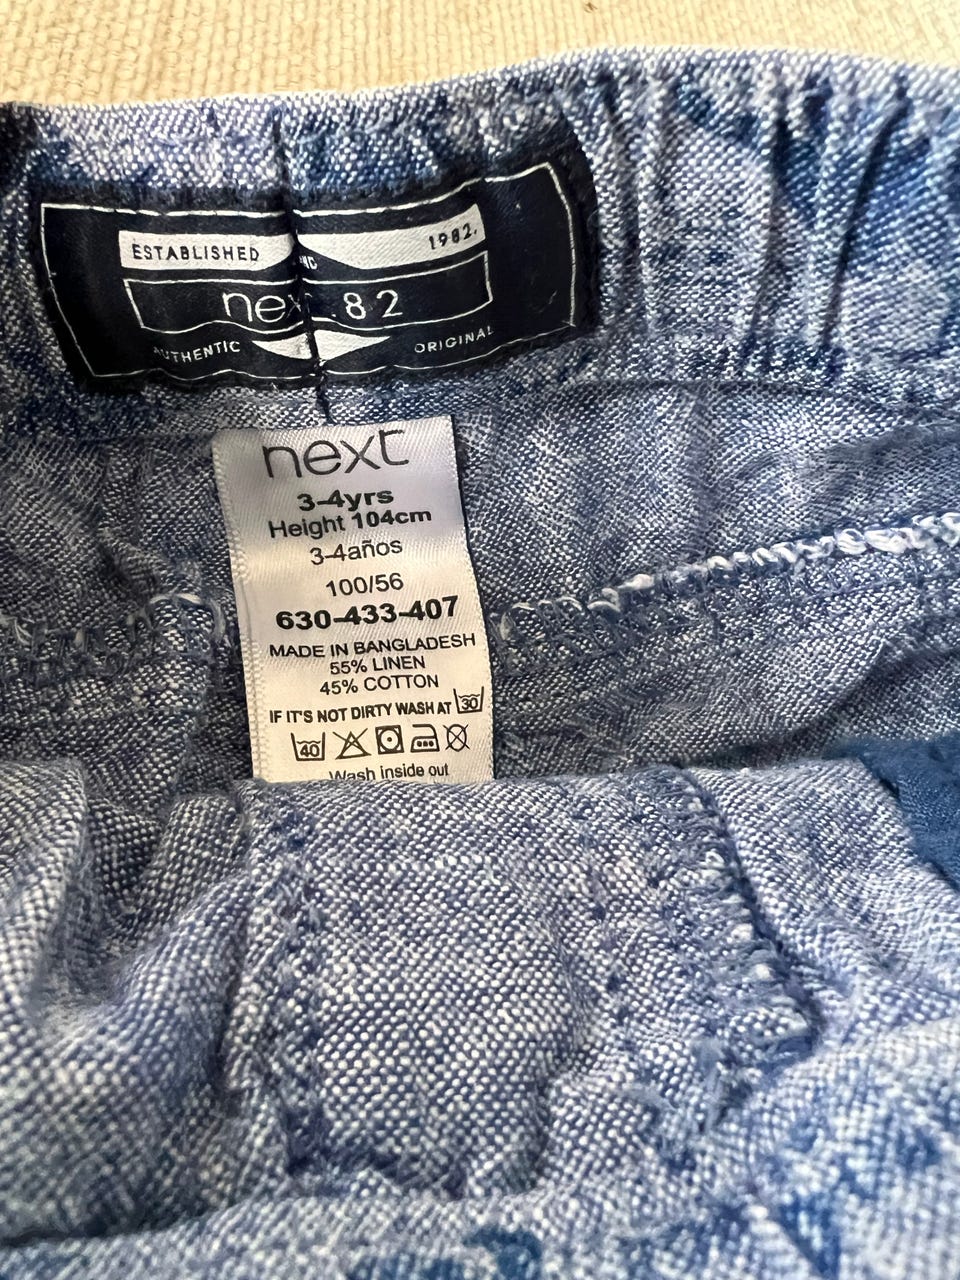 ESTABLISHED 1982.
next 82
AUTHENTIC ORIGINAL
next
3-4yrs
Height 104cm
3-4años
100/56
630-433-407
MADE IN BANGLADESH
55% LINEN
45% COTTON
IF IT'S NOT DIRTY WASH AT 30
40
Wash inside out